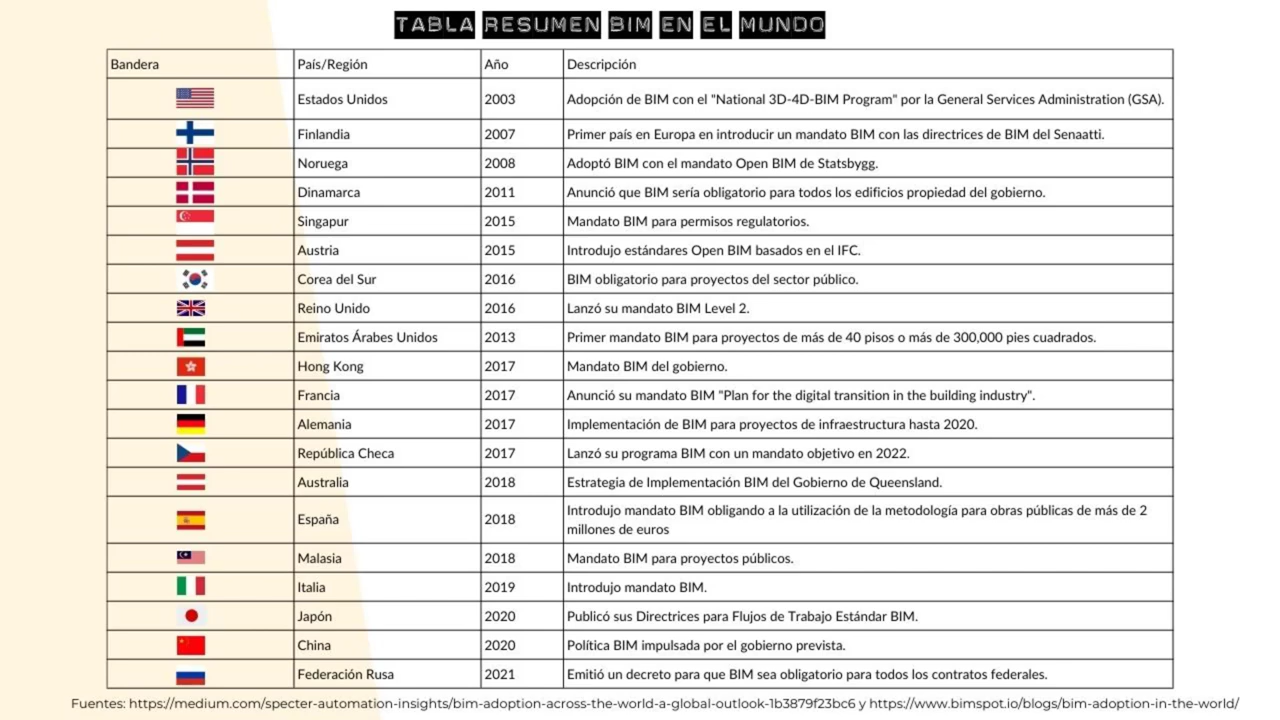 TABLA RESUMEN BIM EN EL MUNDO
Bandera País/Región Año Descripción
Estados Unidos 2003 Adopción de BIM con el "National 3D-4D-BIM Program" por la General Services Administration (GSA).
Finlandia 2007 Primer país en Europa en introducir un mandato BIM con las directrices de BIM del Senaatti.
Noruega 2008 Adoptó BIM con el mandato Open BIM de Statsbygg.
Dinamarca 2011 Anunció que BIM sería obligatorio para todos los edificios propiedad del gobierno.
Singapur 2015 Mandato BIM para permisos regulatorios.
Austria 2015 Introdujo estándares Open BIM basados en el IFC.
Corea del Sur 2016 BIM obligatorio para proyectos del sector público.
Reino Unido 2016 Lanzó su mandato BIM Level 2.
Emiratos Árabes Unidos 2013 Primer mandato BIM para proyectos de más de 40 pisos o más de 300,000 pies cuadrados.
Hong Kong 2017 Mandato BIM del gobierno.
Francia 2017 Anunció su mandato BIM "Plan for the digital transition in the building industry".
Alemania 2017 Implementación de BIM para proyectos de infraestructura hasta 2020.
República Checa 2017 Lanzó su programa BIM con un mandato objetivo en 2022.
Australia 2018 Estrategia de Implementación BIM del Gobierno de Queensland.
España 2018 Introdujo mandato BIM obligando a la utilización de la metodología para obras públicas de más de 2
millones de euros
Malasia 2018 Mandato BIM para proyectos públicos.
Italia 2019 Introdujo mandato BIM.
Japón 2020 Publicó sus Directrices para Flujos de Trabajo Estándar BIM.
China 2020 Política BIM impulsada por el gobierno prevista.
Federación Rusa 2021 Emitió un decreto para que BIM sea obligatorio para todos los contratos federales.
Fuentes: https://medium.com/specter-automation-insights/bim-adoption-across-the-world-a-global-outlook-1b3879f23bc6 y https://www.bimspot.io/blogs/bim-adoption-in-the-world/